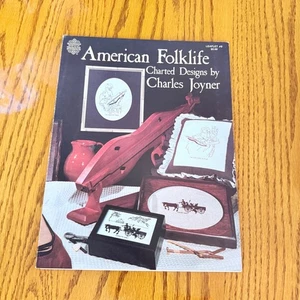 American Folklife
Charted Designs by
Charles Joyner